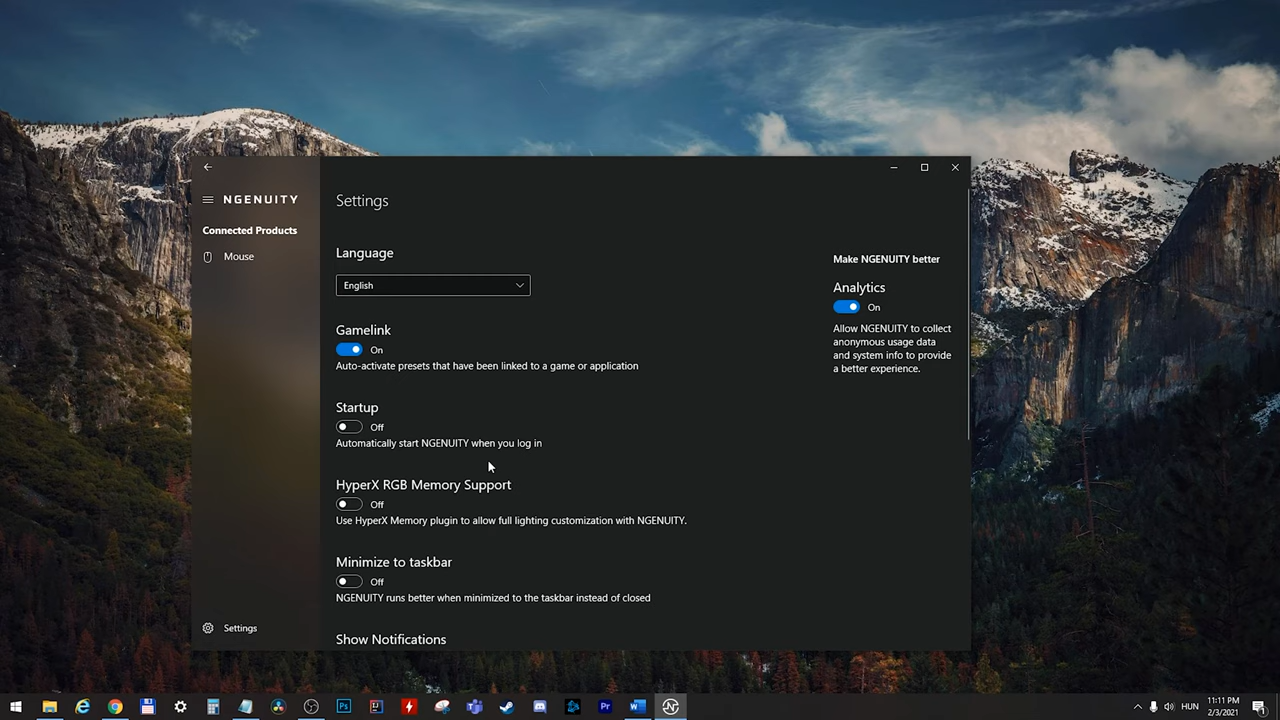 NGENUITY
Connected Products
Mouse
Settings
Settings
Language
English
Gamelink
On
Auto-activate presets that have been linked to a game or application
Startup
Off
Automatically start NGENUITY when you log in
HyperX RGB Memory Support
Off
Use HyperX Memory plugin to allow full lighting customization with NGENUITY.
Minimize to taskbar
Off
NGENUITY runs better when minimized to the taskbar instead of closed
Show Notifications
Make NGENUITY better
Analytics
On
Allow NGENUITY to collect
anonymous usage data
and system info to provide
a better experience.
Ps
Pr
W
HUN
11:11 PM
2/3/2021